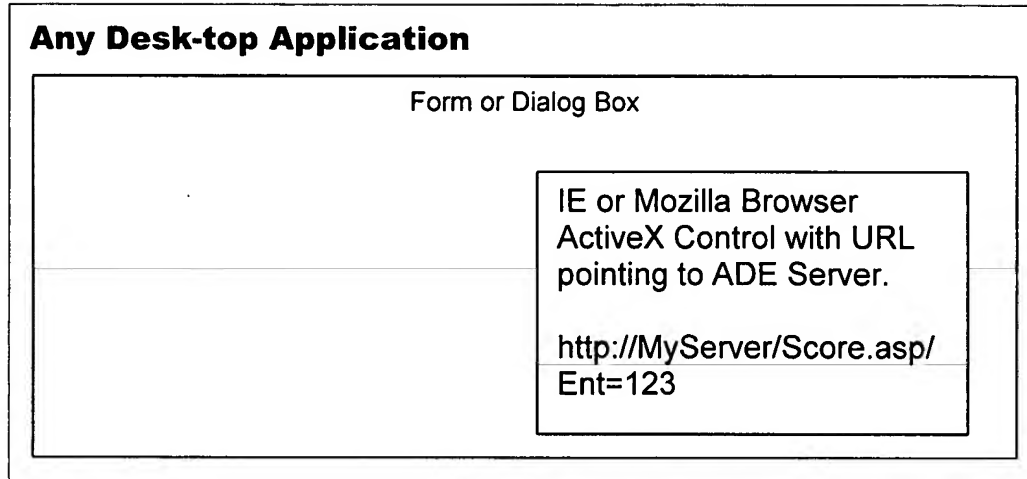 Any Desk-top Application
Form or Dialog Box
IE or Mozilla Browser
ActiveX Control with URL
pointing to ADE Server.
http://MyServer/Score.asp/
Ent=123